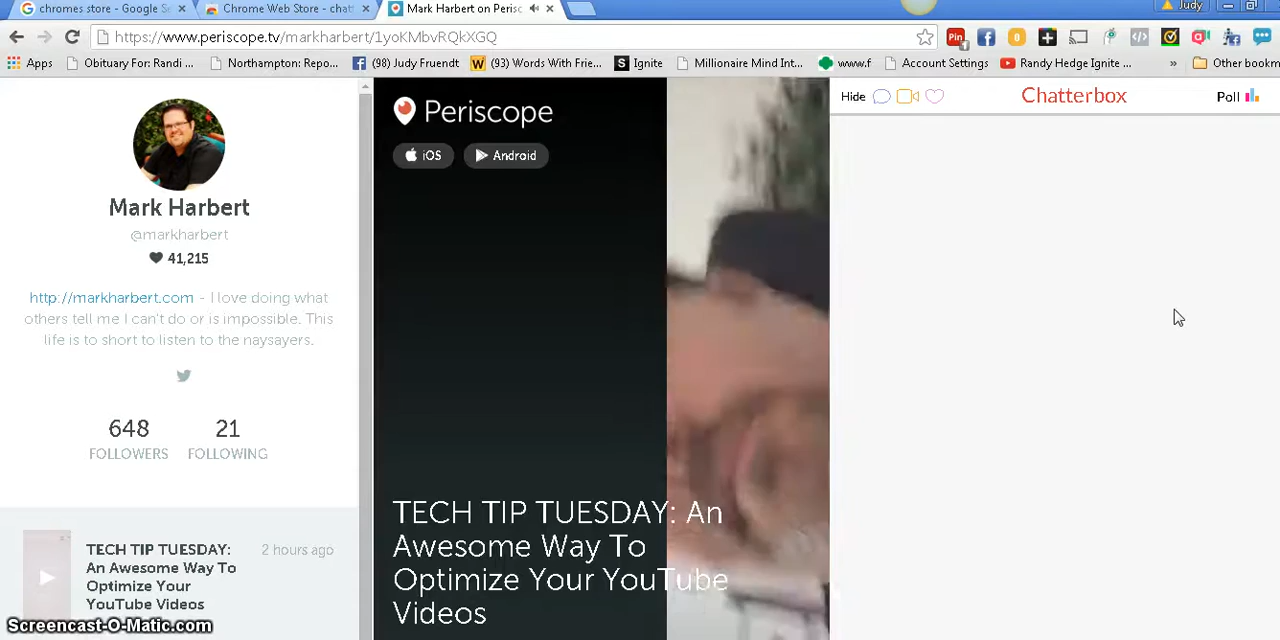 chromes store - Google S
Chrome Web Store - chat
Mark Harbert on Perisc
Judy
https://www.periscope.tv/markharbert/1yoKMbvRQkXGQ
Apps
Obituary For: Randi ...
Northampton Repo...
(98) Judy Friendt
(93) Words With Frie...
Ignite
Millionaire Mind Int...
www.f
Account Settings
Randy Hedge Ignite ...
»
Other bookm
Periscope
iOS
Android
Hide
Chatterbox
Poll
Mark Harbert
@markharbert
41,215
http://markharbert.com - I love doing what
others tell me I can't do or is impossible. This
life is to short to listen to the naysayers.
648
21
FOLLOWERS
FOLLOWING
TECH TIP TUESDAY: An
Awesome Way To
Optimize Your YouTube
Videos
TECH TIP TUESDAY:
2 hours ago
An Awesome Way To
Optimize Your
YouTube Videos
Screencast-O-Matic.com